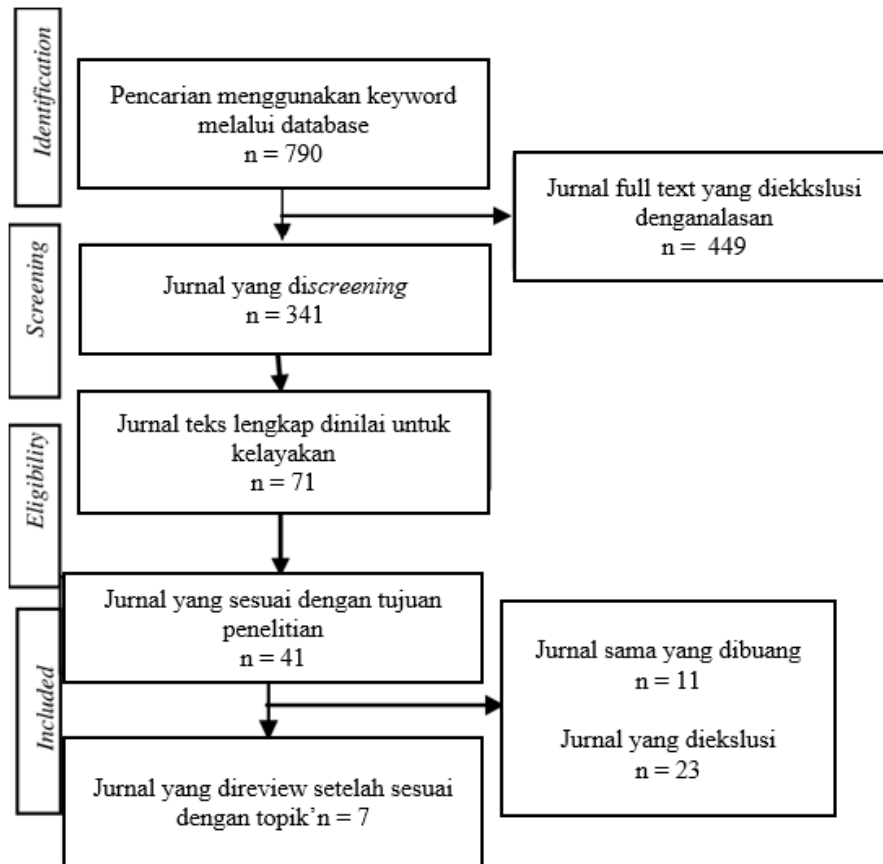 Identification
Pencarian menggunakan keyword
melalui database
n = 790
Jurnal full text yang diekkslusi
denganalasan
n = 449
Screening
Jurnal yang discreening
n = 341
Eligibility
Jurnal teks lengkap dinilai untuk
kelayakan
n = 71
Included
Jurnal yang sesuai dengan tujuan
penelitian
n = 41
Jurnal sama yang dibuang
n = 11
Jurnal yang diekslusi
n = 23
Jurnal yang direview setelah sesuai
dengan topik’n = 7